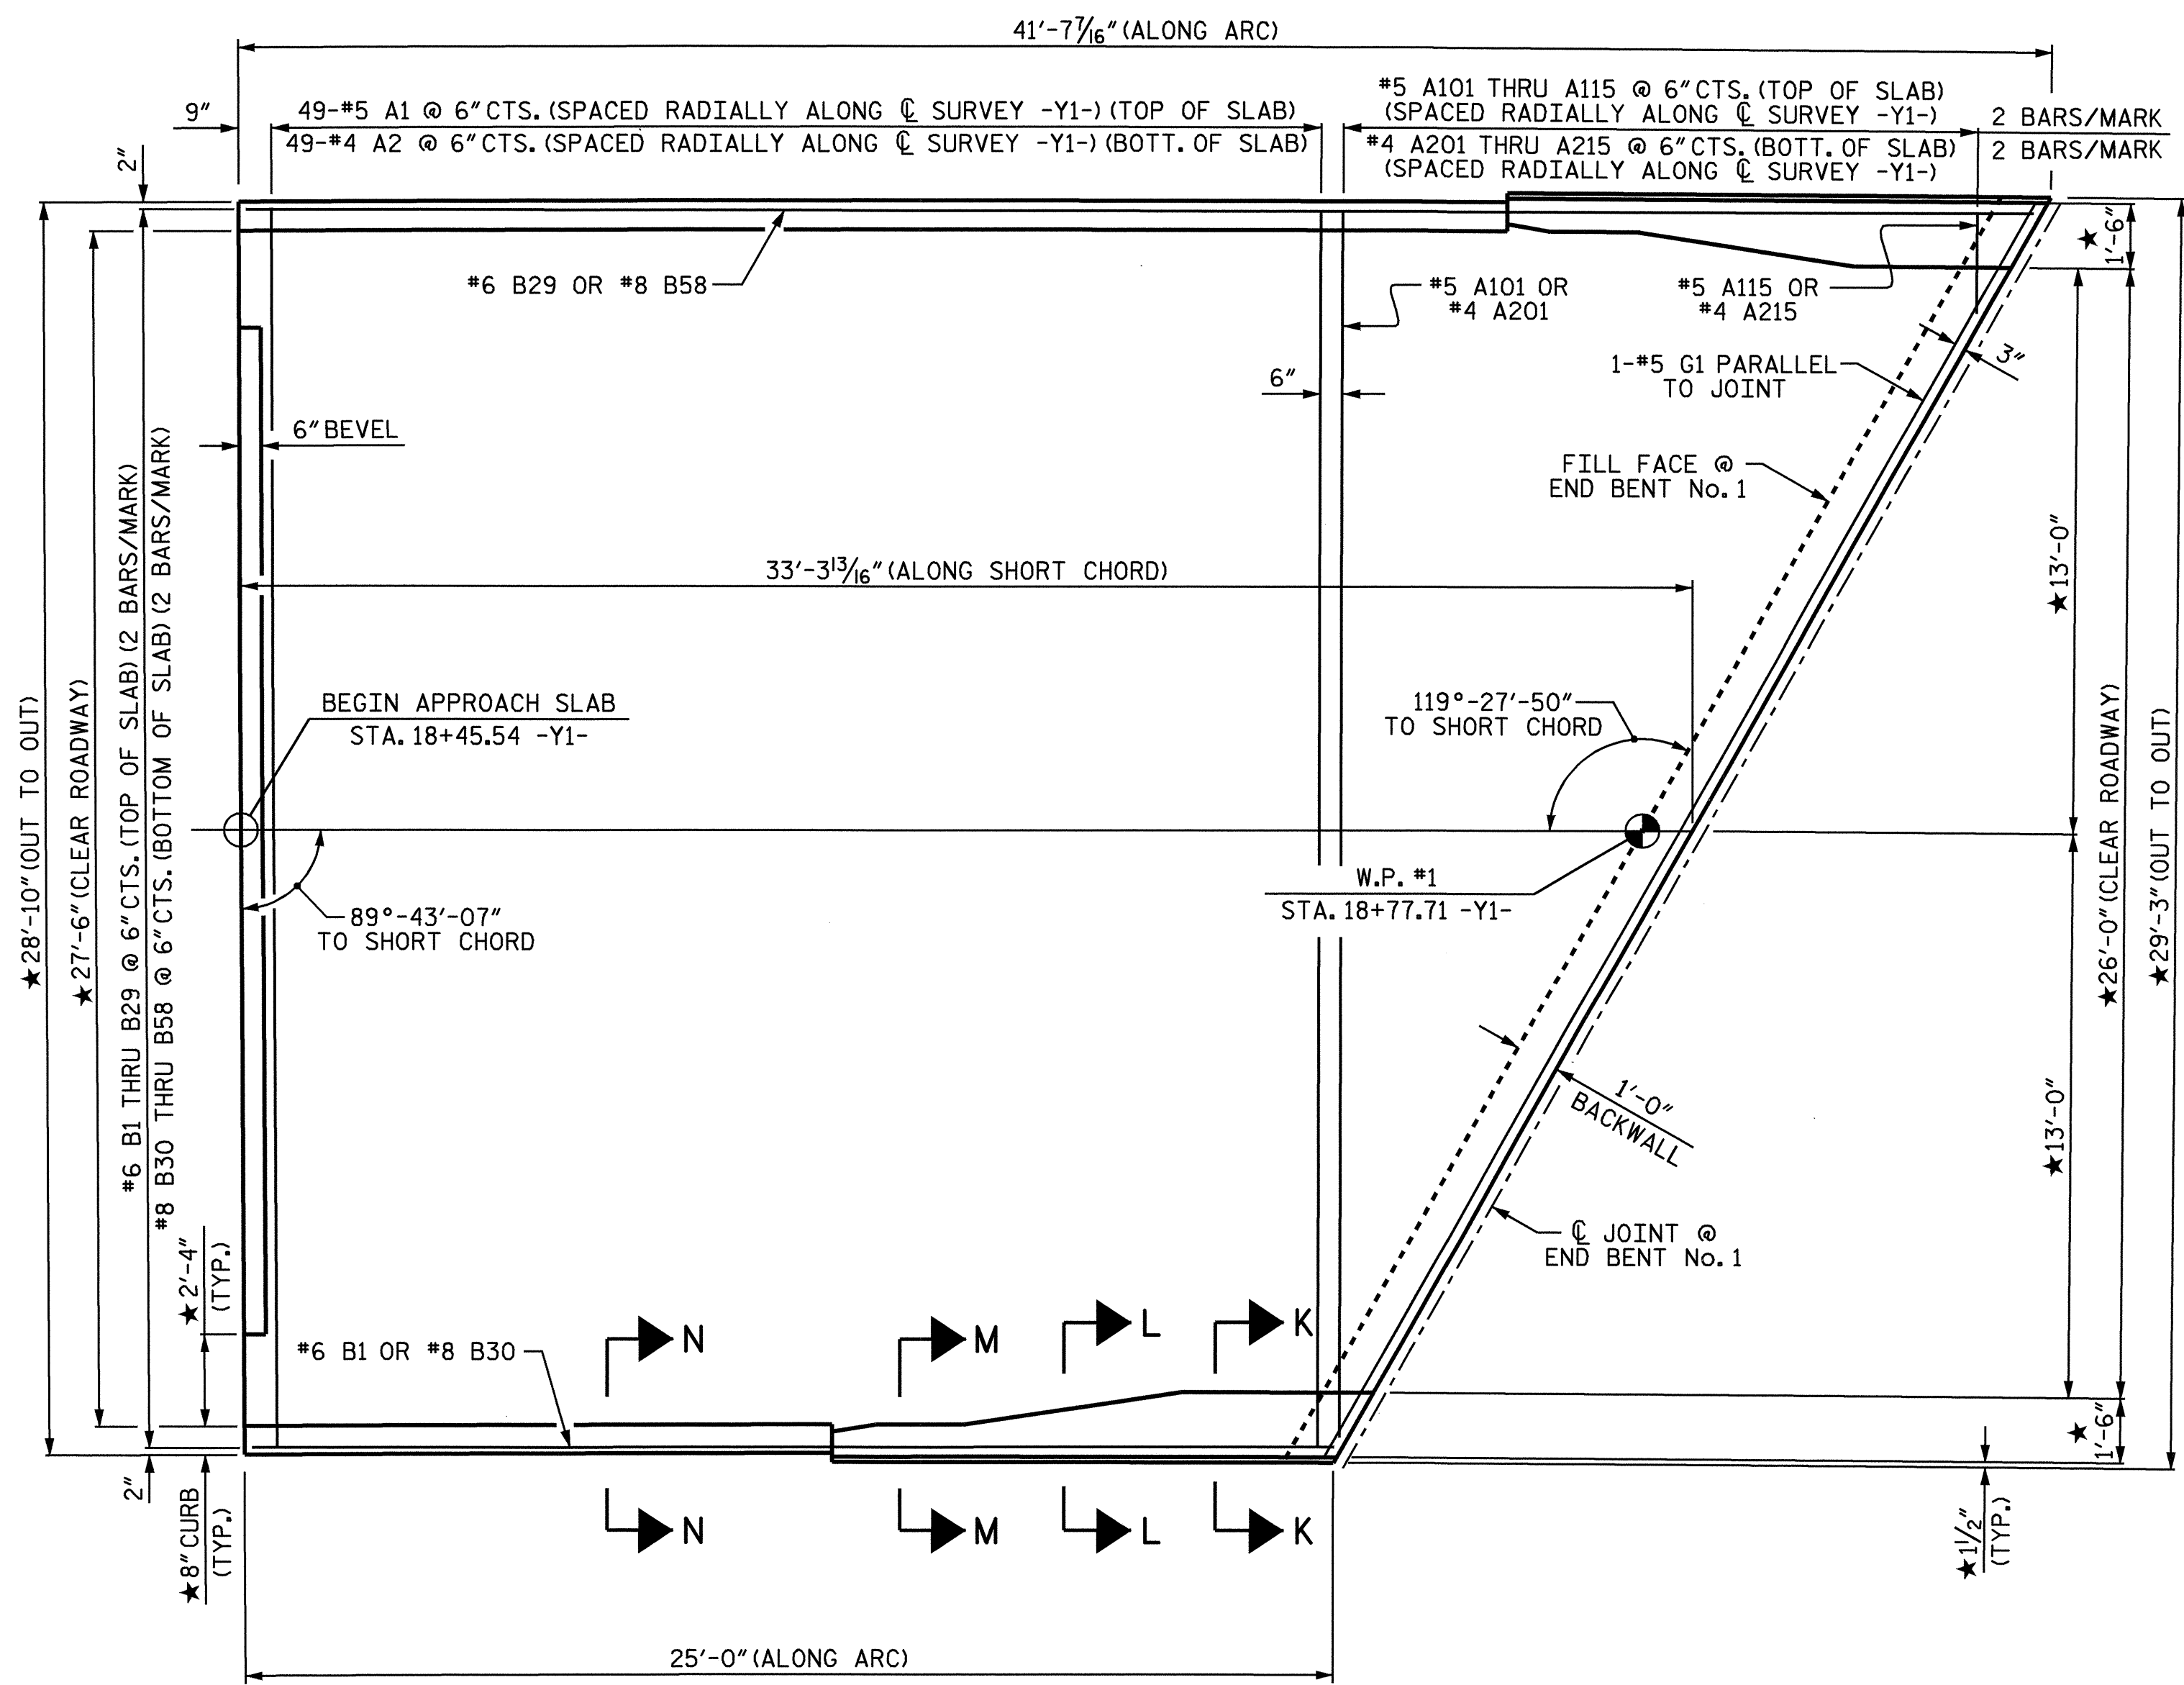 41'-7 7/16" (ALONG ARC)
9"
49-#5 A1 @ 6" CTS. (SPACED RADIALLY ALONG ℄ SURVEY -Y1-) (TOP OF SLAB)
49-#4 A2 @ 6" CTS. (SPACED RADIALLY ALONG ℄ SURVEY -Y1-) (BOTT. OF SLAB)
#5 A101 THRU A115 @ 6" CTS. (TOP OF SLAB)
(SPACED RADIALLY ALONG ℄ SURVEY -Y1-)
2 BARS/MARK
#4 A201 THRU A215 @ 6" CTS. (BOTT. OF SLAB)
(SPACED RADIALLY ALONG ℄ SURVEY -Y1-)
2 BARS/MARK
2"
★ 1'-6"
#6 B29 OR #8 B58
#5 A101 OR
#4 A201
#5 A115 OR
#4 A215
3"
1-#5 G1 PARALLEL
TO JOINT
6"
6" BEVEL
FILL FACE @
END BENT No. 1
★ 13'-0"
33'-3 13/16" (ALONG SHORT CHORD)
★ 28'-10" (OUT TO OUT)
★ 27'-6" (CLEAR ROADWAY)
#6 B1 THRU B29 @ 6" CTS. (TOP OF SLAB) (2 BARS/MARK)
#8 B30 THRU B58 @ 6" CTS. (BOTTOM OF SLAB) (2 BARS/MARK)
BEGIN APPROACH SLAB
STA. 18+45.54 -Y1-
119°-27'-50"
TO SHORT CHORD
★ 26'-0" (CLEAR ROADWAY)
★ 29'-3" (OUT TO OUT)
89°-43'-07"
TO SHORT CHORD
W.P. #1
STA. 18+77.71 -Y1-
1'-0"
BACKWALL
★ 13'-0"
℄ JOINT @
END BENT No. 1
★ 2'-4"
(TYP.)
#6 B1 OR #8 B30
N
M
L
K
★ 1'-6"
2"
★ 8" CURB
(TYP.)
N
M
L
K
★ 1 1/2"
(TYP.)
25'-0" (ALONG ARC)